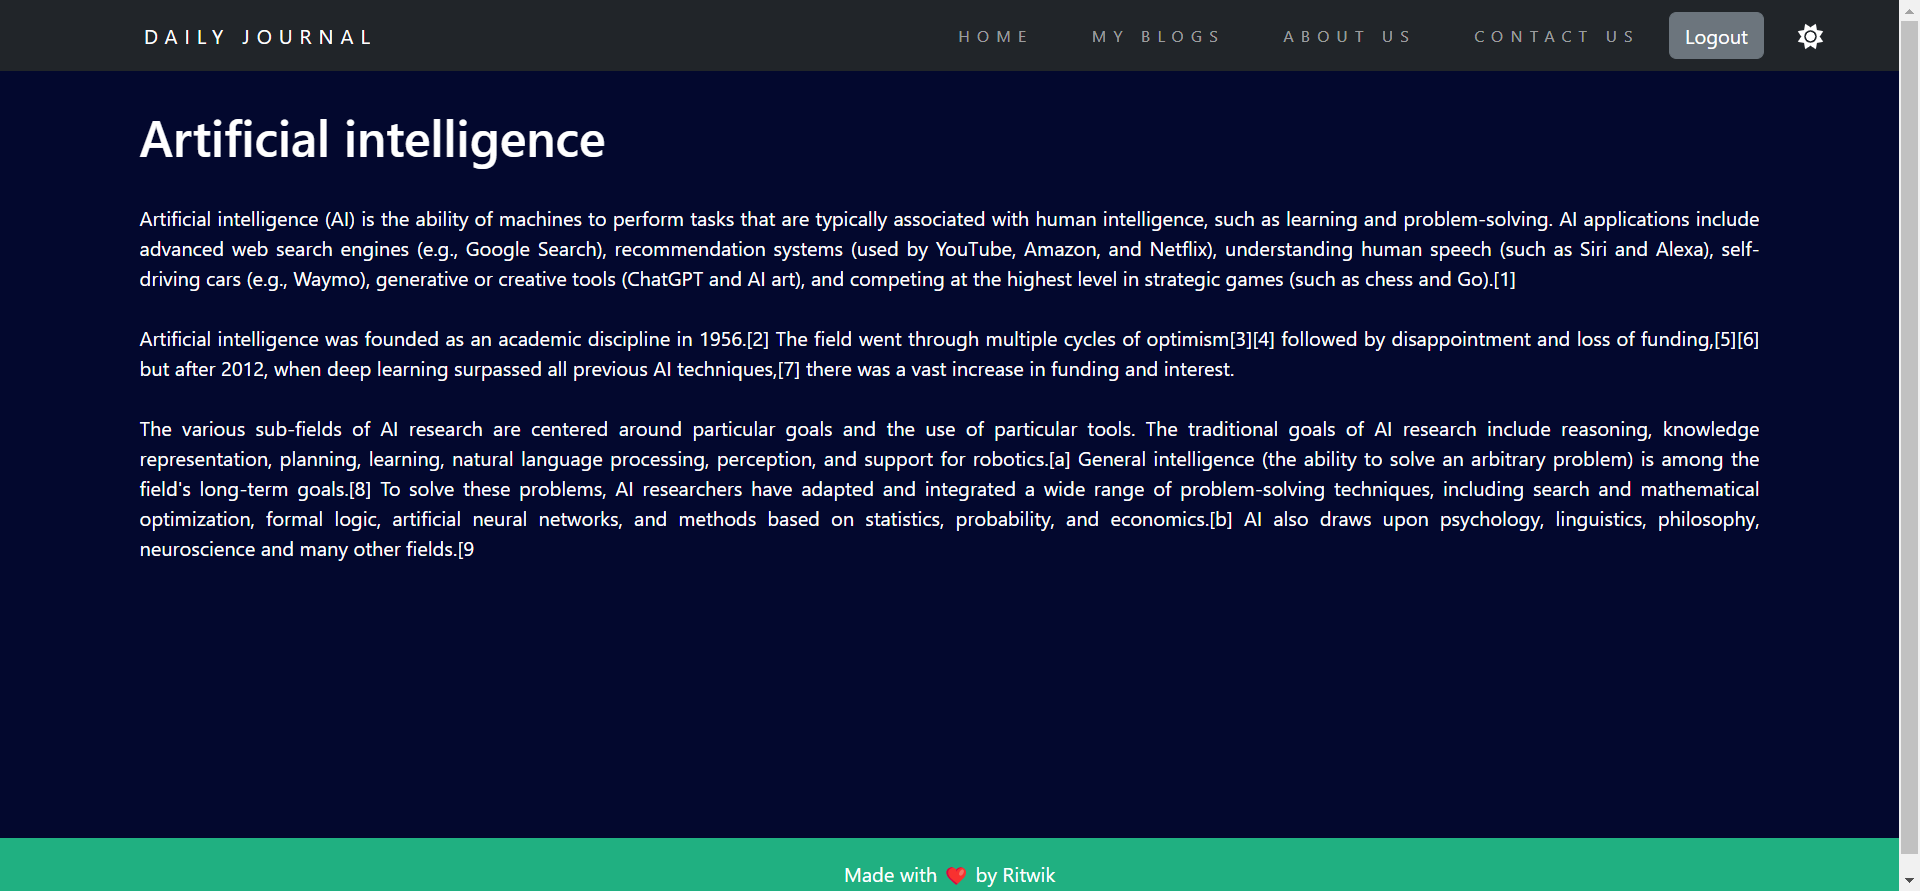 DAILY JOURNAL
HOME
MY BLOGS
ABOUT US
CONTACT US
Logout
Artificial intelligence
Artificial intelligence (AI) is the ability of machines to perform tasks that are typically associated with human intelligence, such as learning and problem-solving. AI applications include
advanced web search engines (e.g., Google Search), recommendation systems (used by YouTube, Amazon, and Netflix), understanding human speech (such as Siri and Alexa), self-
driving cars (e.g., Waymo), generative or creative tools (ChatGPT and AI art), and competing at the highest level in strategic games (such as chess and Go).[1]
Artificial intelligence was founded as an academic discipline in 1956.[2] The field went through multiple cycles of optimism[3][4] followed by disappointment and loss of funding,[5][6]
but after 2012, when deep learning surpassed all previous AI techniques,[7] there was a vast increase in funding and interest.
The various sub-fields of AI research are centered around particular goals and the use of particular tools. The traditional goals of AI research include reasoning, knowledge
representation, planning, learning, natural language processing, perception, and support for robotics.[a] General intelligence (the ability to solve an arbitrary problem) is among the
field's long-term goals.[8] To solve these problems, AI researchers have adapted and integrated a wide range of problem-solving techniques, including search and mathematical
optimization, formal logic, artificial neural networks, and methods based on statistics, probability, and economics.[b] AI also draws upon psychology, linguistics, philosophy,
neuroscience and many other fields.[9
Made with ❤️ by Ritwik